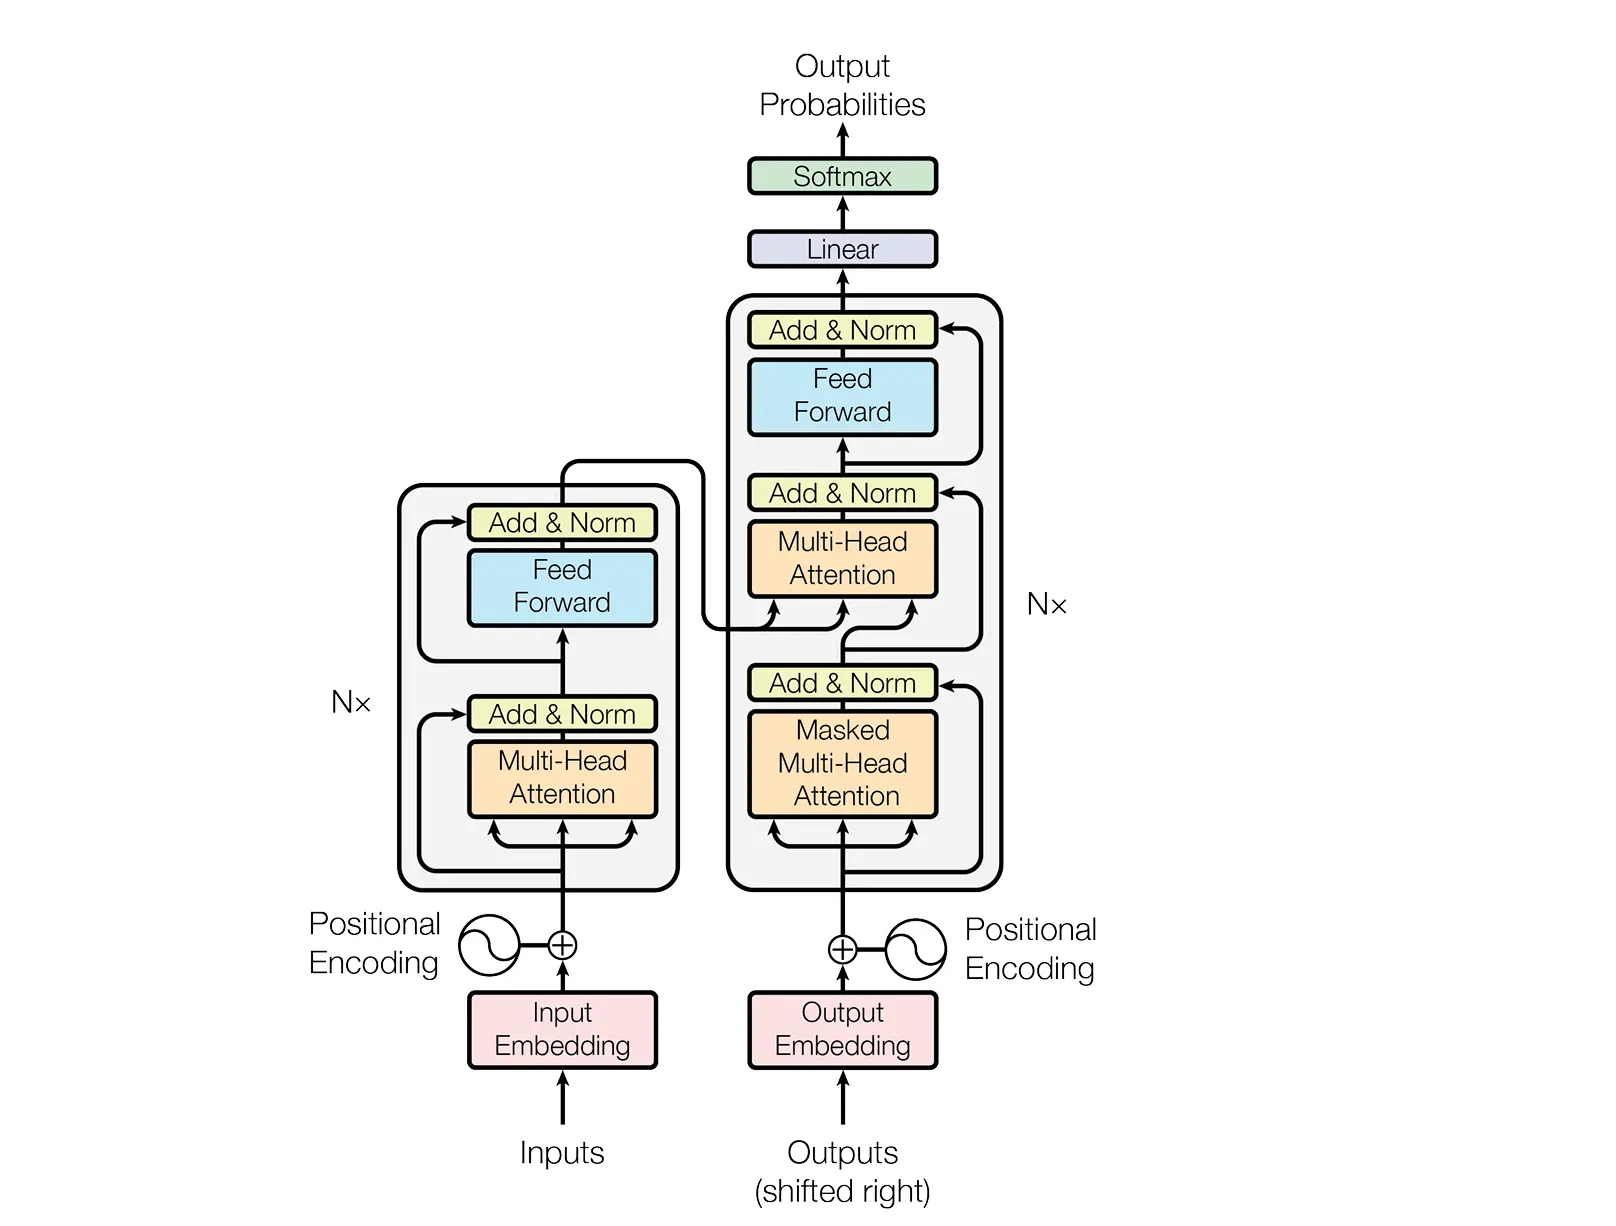 Output
Probabilities
Softmax
Linear
Add & Norm
Feed
Forward
Add & Norm
Multi-Head
Attention
Add & Norm
Masked
Multi-Head
Attention
N×
Add & Norm
Feed
Forward
Add & Norm
Multi-Head
Attention
N×
Positional
Encoding
Positional
Encoding
Input
Embedding
Output
Embedding
Inputs
Outputs
(shifted right)